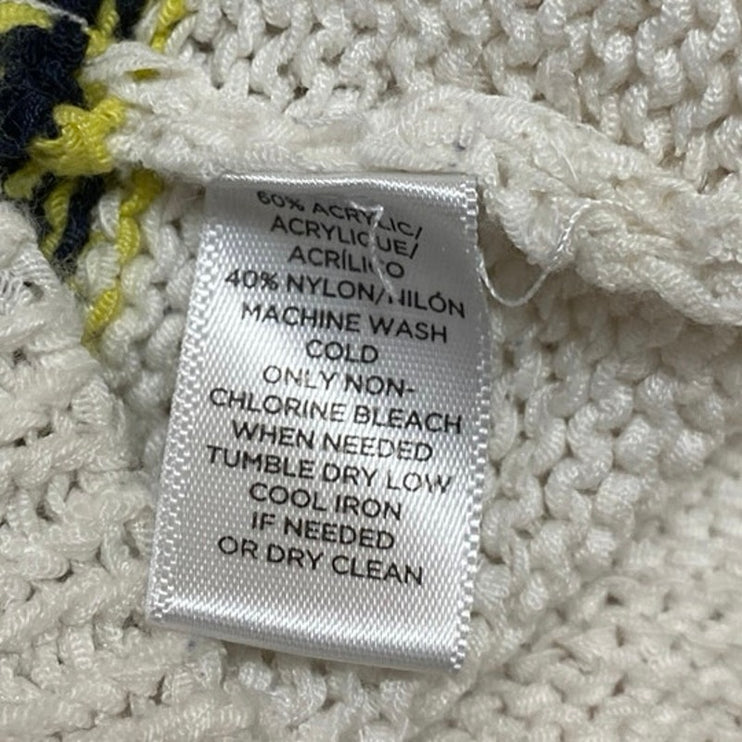 60% ACRYLIC/
ACRYLIQUE/
ACRÍLICO
40% NYLON/NILÓN
MACHINE WASH
COLD
ONLY NON-
CHLORINE BLEACH
WHEN NEEDED
TUMBLE DRY LOW
COOL IRON
IF NEEDED
OR DRY CLEAN